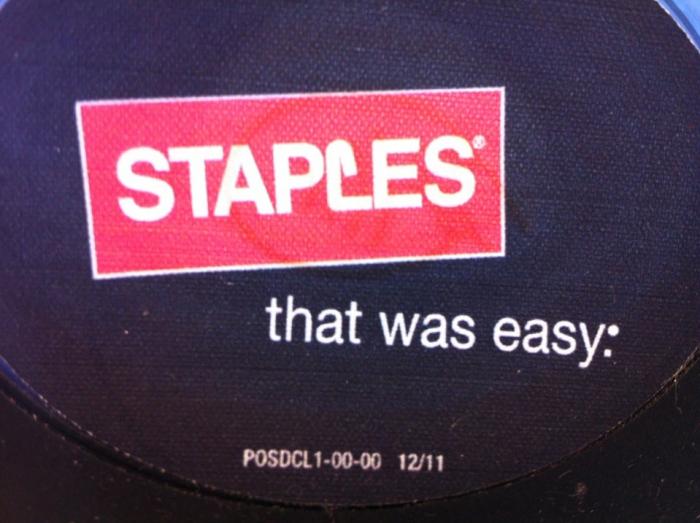 STAPLES®
that was easy.®
POSDCL1-00-00 12/11